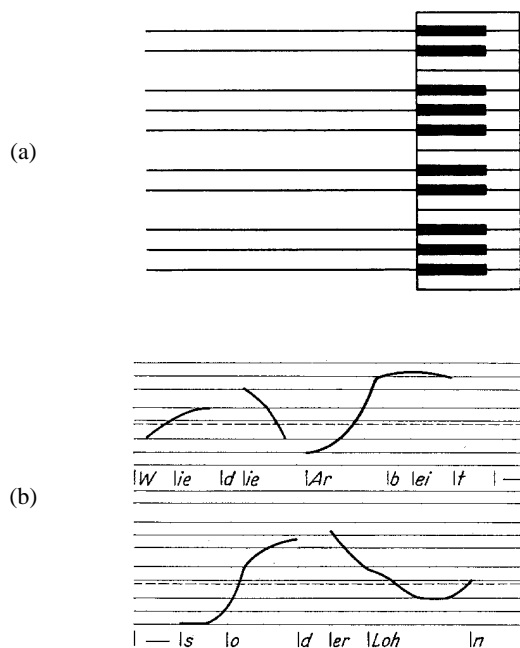 (a)
|W |ie |d |ie |Ar |b |ei |t | —
(b)
| — |s |o |d |er |Loh |n